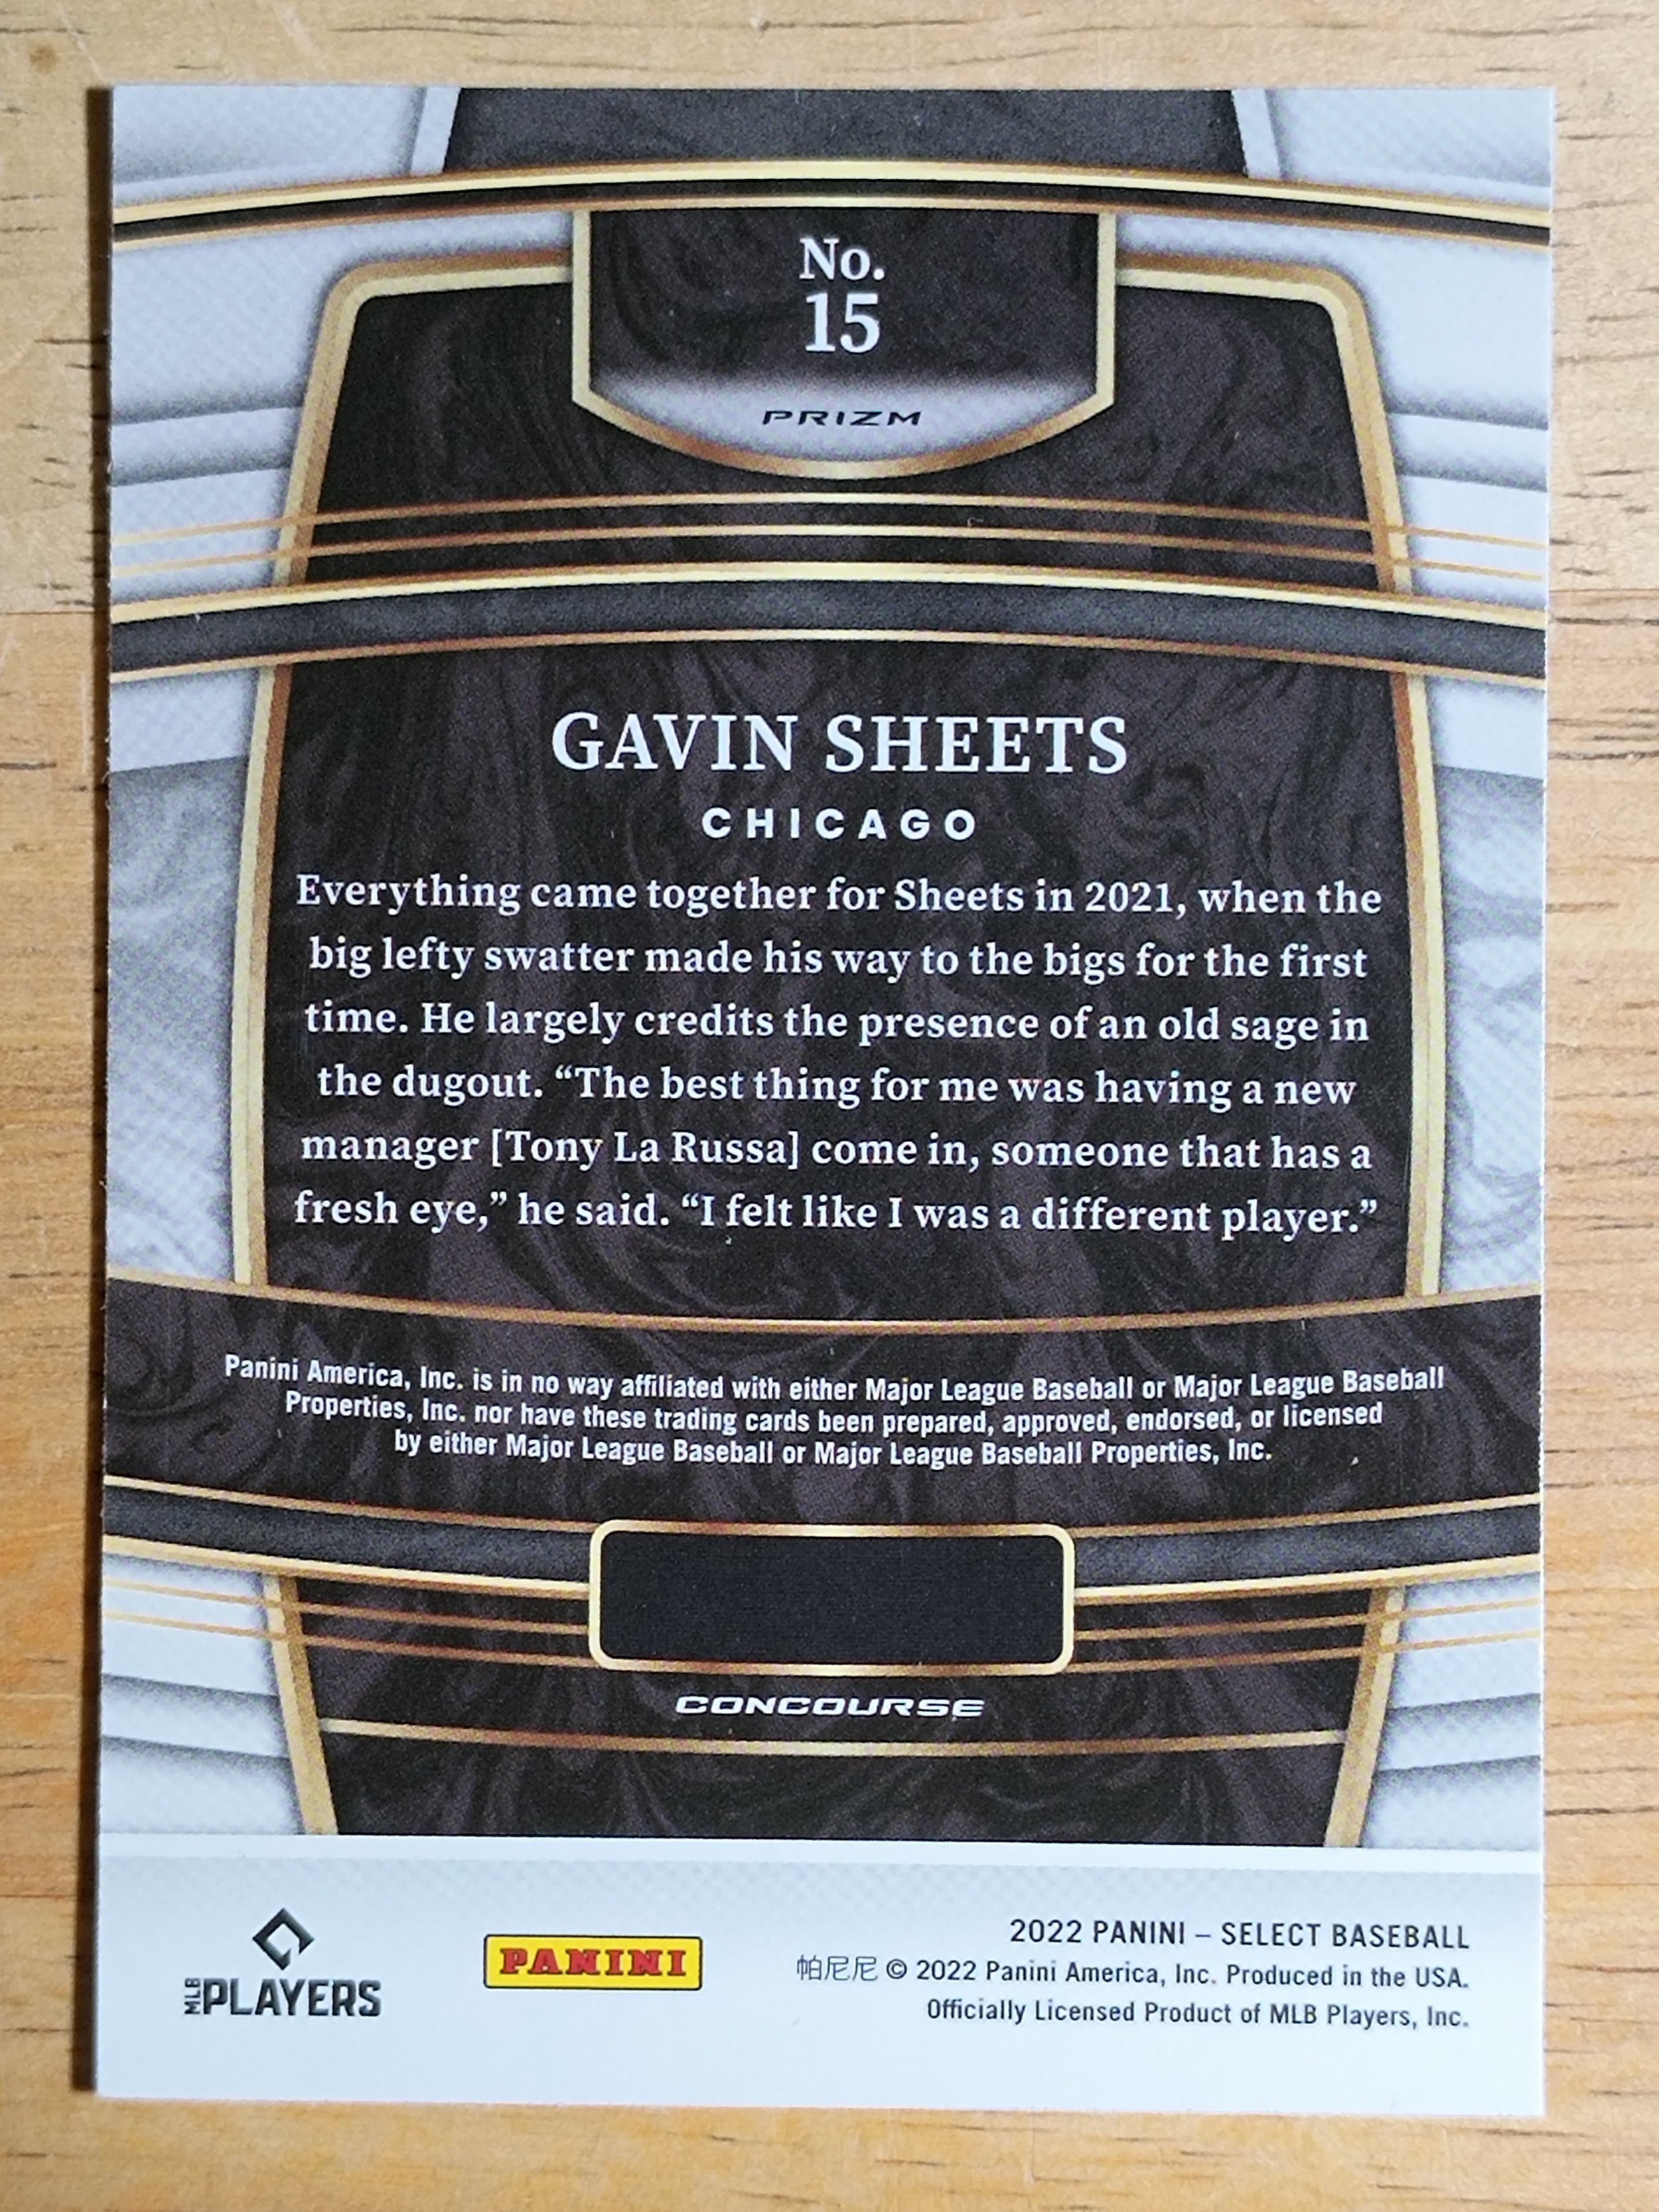 No.
15
PRIZM
GAVIN SHEETS
CHICAGO
Everything came together for Sheets in 2021, when the
big lefty swatter made his way to the bigs for the first
time. He largely credits the presence of an old sage in
the dugout. “The best thing for me was having a new
manager [Tony La Russa] come in, someone that has a
fresh eye,” he said. “I felt like I was a different player.”
Panini America, Inc. is in no way affiliated with either Major League Baseball or Major League Baseball
Properties, Inc. nor have these trading cards been prepared, approved, endorsed, or licensed
by either Major League Baseball or Major League Baseball Properties, Inc.
CONCOURSE
MLB PLAYERS
PANINI
2022 PANINI – SELECT BASEBALL
帕尼尼 © 2022 Panini America, Inc. Produced in the USA.
Officially Licensed Product of MLB Players, Inc.